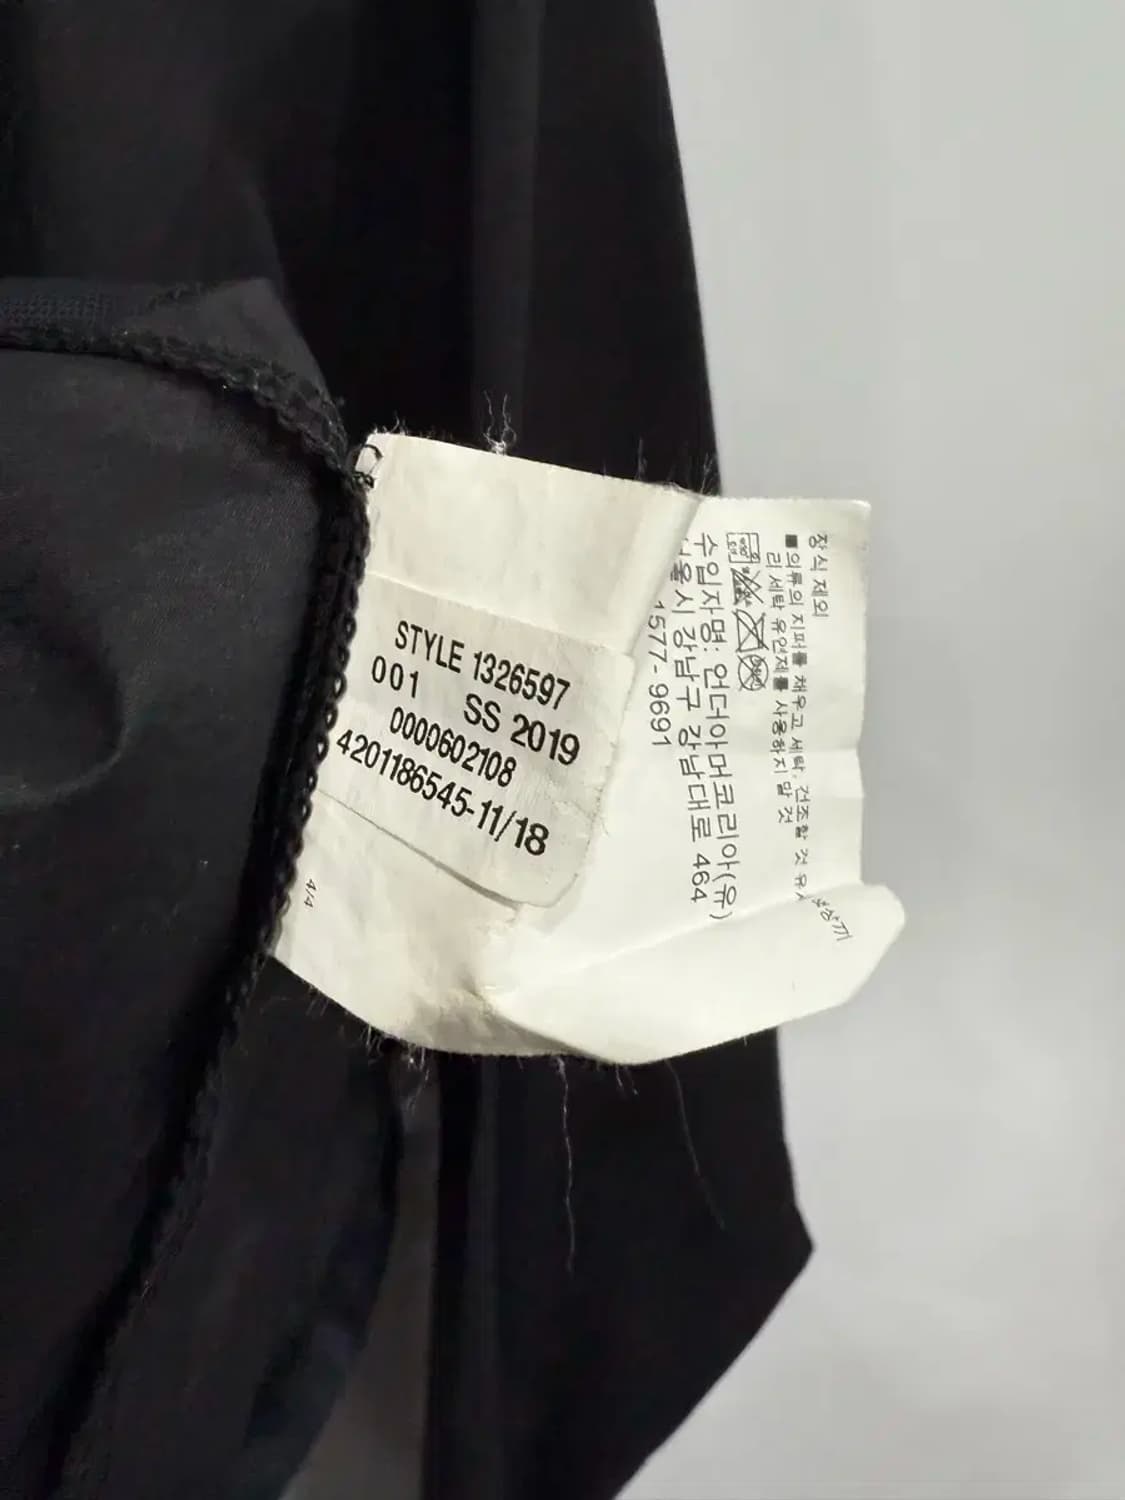 STYLE 1326597
001 SS 2019
0000602108
4201186545-11/18
4/4
장식 제외
■의류의 지퍼를 채우고 세탁, 건조할 것
리 세탁 유연제를 사용하지 말 것
수입자명: 언더아머코리아(유)
서울시 강남구 강남대로 464
1577-9691